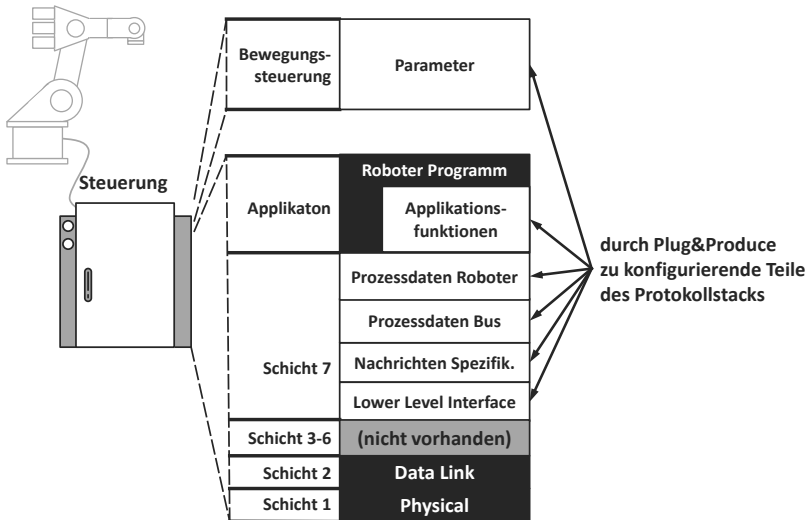 Bewegungs-
steuerung
Parameter
Steuerung
Applikaton
Roboter Programm
Applikations-
funktionen
durch Plug&Produce
zu konfigurierende Teile
des Protokollstacks
Schicht 7
Prozessdaten Roboter
Prozessdaten Bus
Nachrichten Spezifik.
Lower Level Interface
Schicht 3-6
(nicht vorhanden)
Schicht 2
Data Link
Schicht 1
Physical